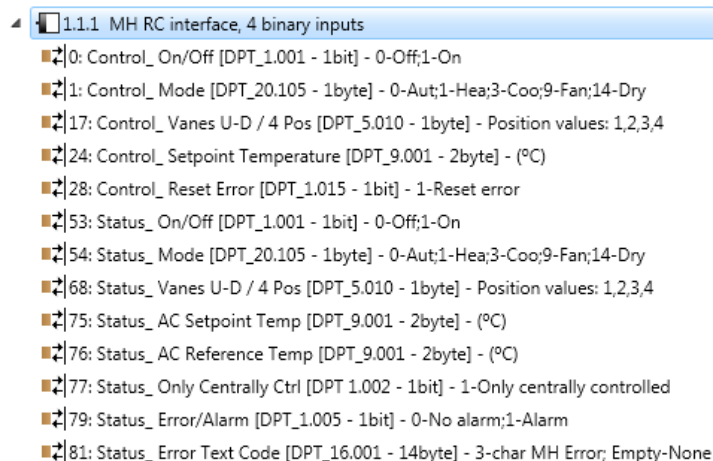 1.1.1 MH RC interface, 4 binary inputs
0: Control_ On/Off [DPT_1.001 - 1bit] - 0-Off;1-On
1: Control_ Mode [DPT_20.105 - 1byte] - 0-Aut;1-Hea;3-Coo;9-Fan;14-Dry
17: Control_ Vanes U-D / 4 Pos [DPT_5.010 - 1byte] - Position values: 1,2,3,4
24: Control_ Setpoint Temperature [DPT_9.001 - 2byte] - (ºC)
28: Control_ Reset Error [DPT_1.015 - 1bit] - 1-Reset error
53: Status_ On/Off [DPT_1.001 - 1bit] - 0-Off;1-On
54: Status_ Mode [DPT_20.105 - 1byte] - 0-Aut;1-Hea;3-Coo;9-Fan;14-Dry
68: Status_ Vanes U-D / 4 Pos [DPT_5.010 - 1byte] - Position values: 1,2,3,4
75: Status_ AC Setpoint Temp [DPT_9.001 - 2byte] - (ºC)
76: Status_ AC Reference Temp [DPT_9.001 - 2byte] - (ºC)
77: Status_ Only Centrally Ctrl [DPT 1.002 - 1bit] - 1-Only centrally controlled
79: Status_ Error/Alarm [DPT_1.005 - 1bit] - 0-No alarm;1-Alarm
81: Status_ Error Text Code [DPT_16.001 - 14byte] - 3-char MH Error; Empty-None